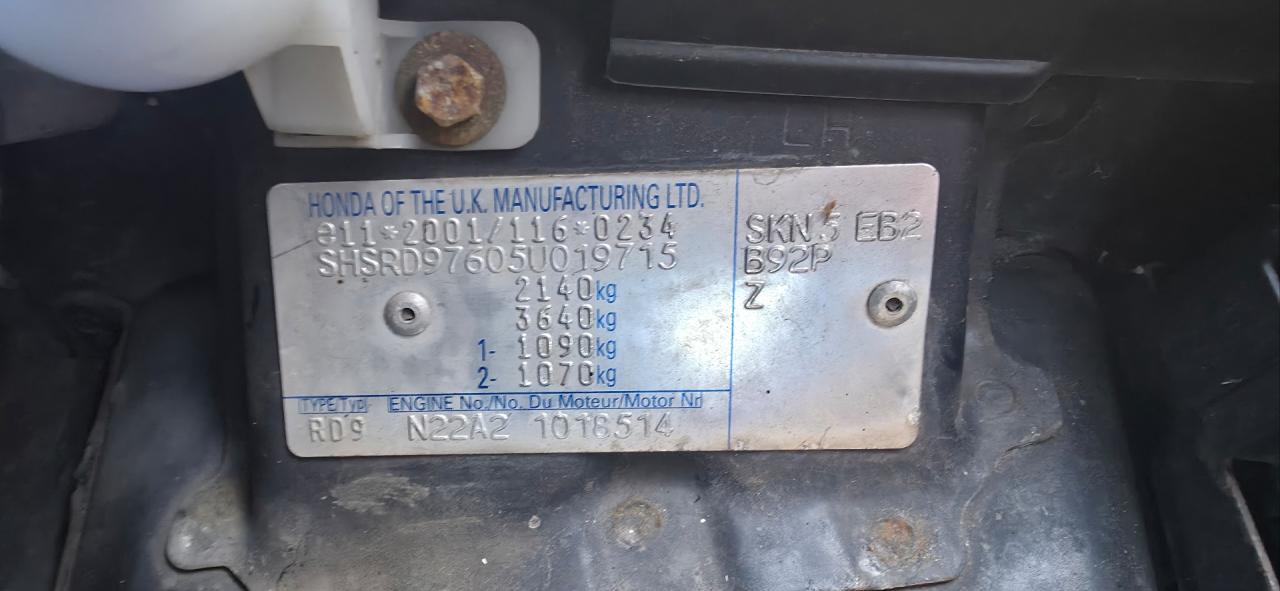 LH
HONDA OF THE U.K. MANUFACTURING LTD.
e11*2001/116*0234
SHSRD97605U019715
2140kg
3640kg
1- 1090kg
2- 1070kg
TYPE/Typ ENGINE No./No. Du Moteur/Motor Nr
RD9 N22A2 1018514
SKN 5 EB2
B92P
Z